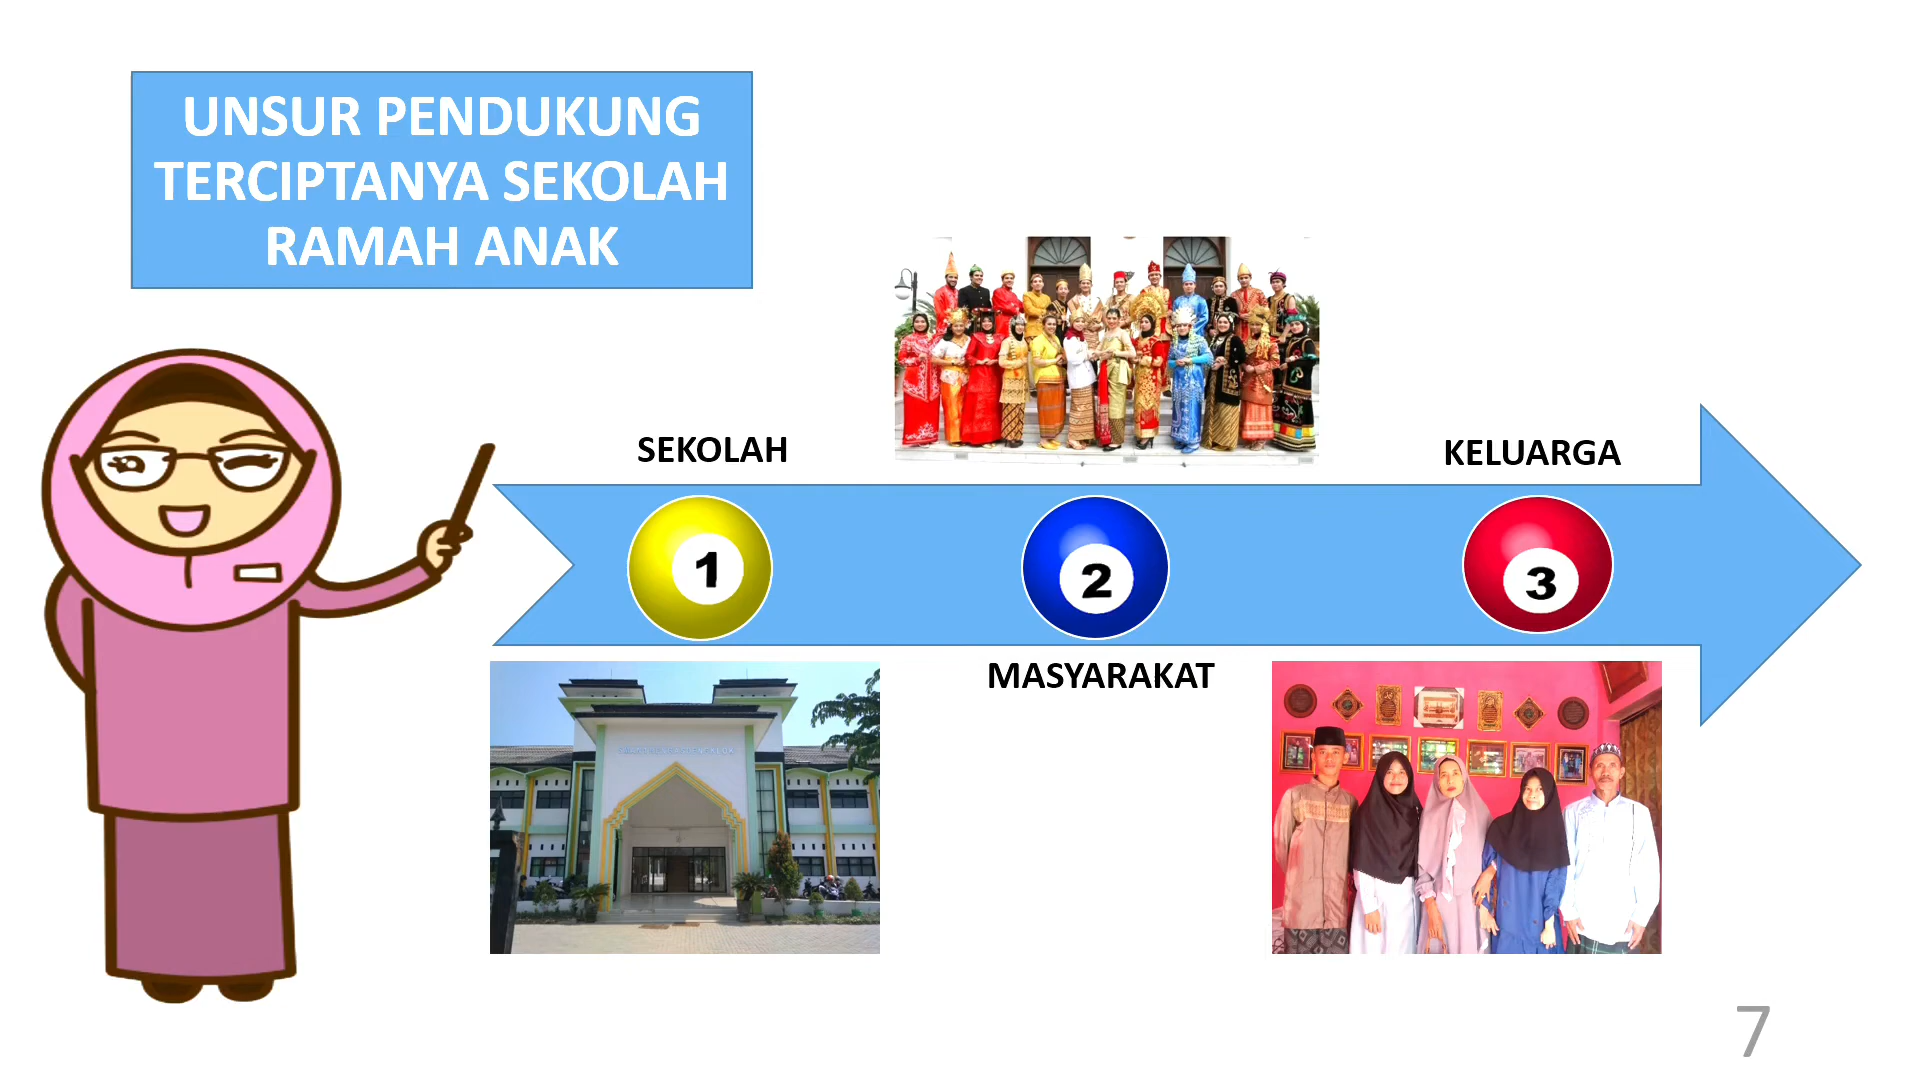 UNSUR PENDUKUNG
TERCIPTANYA SEKOLAH
RAMAH ANAK
SEKOLAH
KELUARGA
1
2
3
MASYARAKAT
7